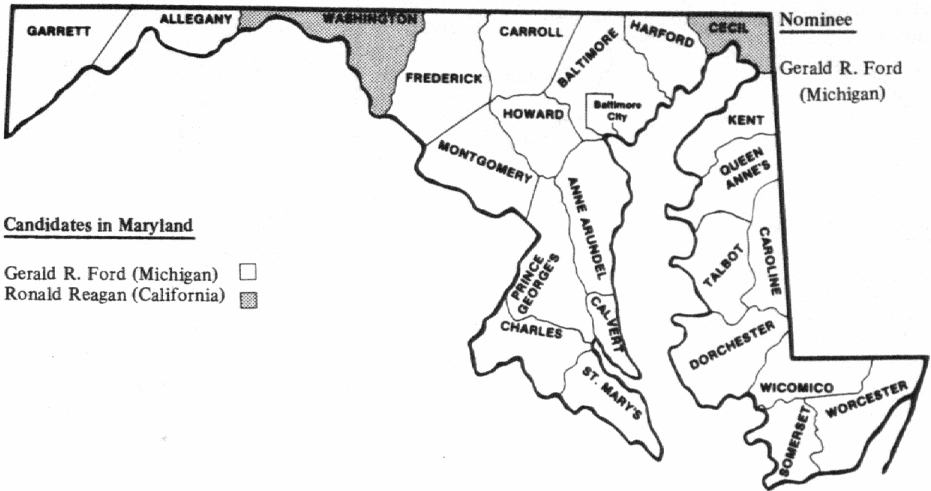 GARRETT
ALLEGANY
WASHINGTON
FREDERICK
CARROLL
BALTIMORE
HARFORD
CECIL
Baltimore
City
HOWARD
MONTGOMERY
KENT
QUEEN
ANNE'S
ANNE ARUNDEL
PRINCE
GEORGE'S
TALBOT
CAROLINE
CALVERT
CHARLES
ST. MARY'S
DORCHESTER
WICOMICO
WORCESTER
SOMERSET
Nominee
Gerald R. Ford
(Michigan)
Candidates in Maryland
Gerald R. Ford (Michigan)
Ronald Reagan (California)